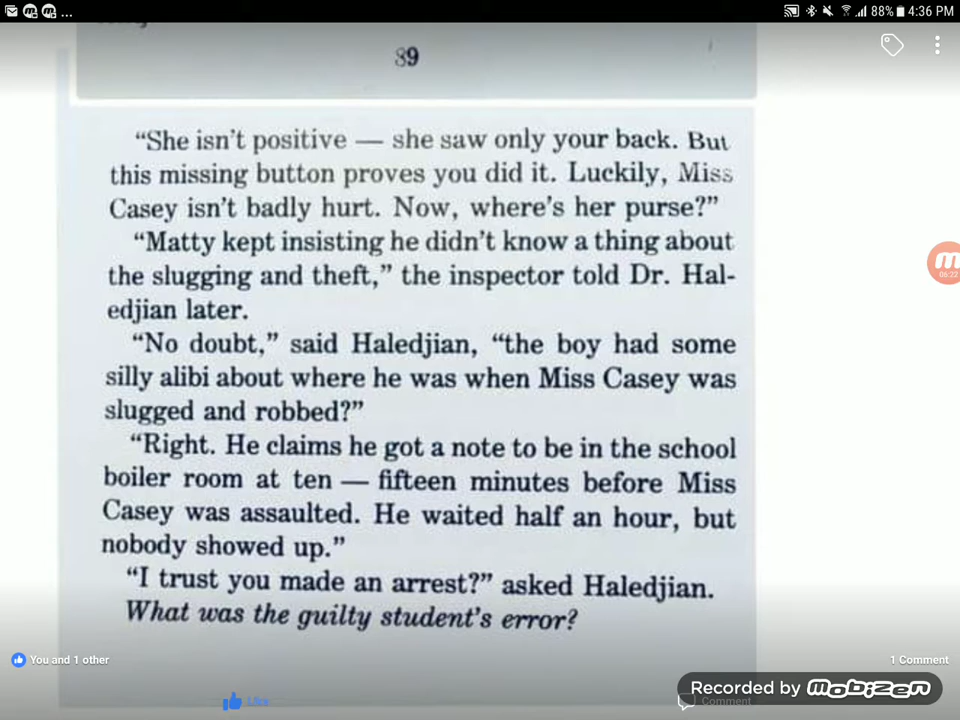 ... 88% 4:36 PM
89
“She isn’t positive — she saw only your back. But
this missing button proves you did it. Luckily, Miss
Casey isn’t badly hurt. Now, where’s her purse?”
“Matty kept insisting he didn’t know a thing about
the slugging and theft,” the inspector told Dr. Hal-
edjian later.
“No doubt,” said Haledjian, “the boy had some
silly alibi about where he was when Miss Casey was
slugged and robbed?”
“Right. He claims he got a note to be in the school
boiler room at ten — fifteen minutes before Miss
Casey was assaulted. He waited half an hour, but
nobody showed up.”
“I trust you made an arrest?” asked Haledjian.
What was the guilty student’s error?
06:22
You and 1 other 1 Comment
Recorded by mobizen
Like Comment